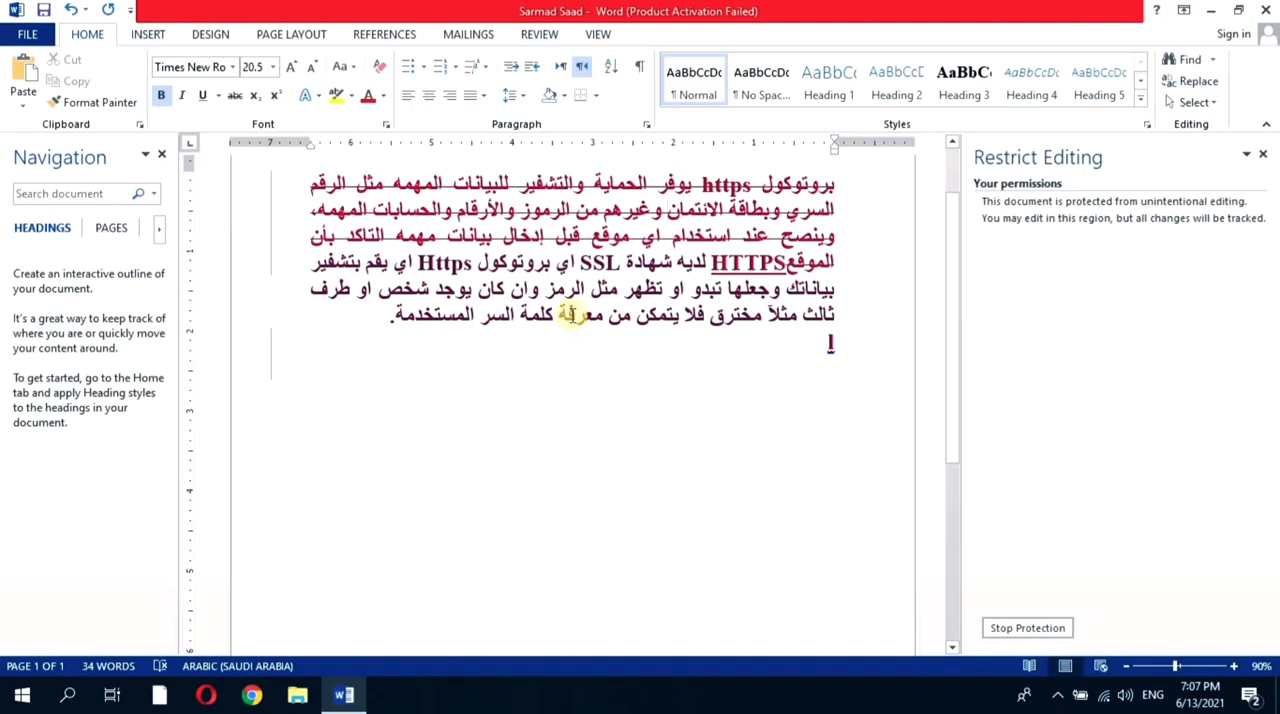 Sarmad Saad - Word (Product Activation Failed)
Sign in
FILE HOME INSERT DESIGN PAGE LAYOUT REFERENCES MAILINGS REVIEW VIEW
Paste
Cut
Copy
Format Painter
Clipboard
Times New Ro 20.5
Font
Paragraph
AaBbCcDc AaBbCcDc AaBbC( AaBbCcE AaBbC( AaBbCcDc AaBbCcDc
¶ Normal ¶ No Spac... Heading 1 Heading 2 Heading 3 Heading 4 Heading 5
Styles
Find
Replace
Select
Editing
Navigation
Search document
HEADINGS PAGES
Create an interactive outline of
your document.
It's a great way to keep track of
where you are or quickly move
your content around.
To get started, go to the Home
tab and apply Heading styles
to the headings in your
document.
7 6 5 4 3 2 1
بروتوكول https يوفر الحماية والتشفير للبيانات المهمه مثل الرقم
السري وبطاقة الائتمان وغيرهم من الرموز والأرقام والحسابات المهمه،
وينصح عند استخدام اي موقع قبل إدخال بيانات مهمه التاكد بأن
الموقعHTTPS لديه شهادة SSL اي بروتوكول Https اي يقم بتشفير
بياناتك وجعلها تبدو او تظهر مثل الرمز وان كان يوجد شخص او طرف
ثالث مثلآ مخترق فلا يتمكن من معرفة كلمة السر المستخدمة.
ا
Restrict Editing
Your permissions
This document is protected from unintentional editing.
You may edit in this region, but all changes will be tracked.
Stop Protection
PAGE 1 OF 1 34 WORDS ARABIC (SAUDI ARABIA) 90%
ENG
7:07 PM
6/13/2021
2